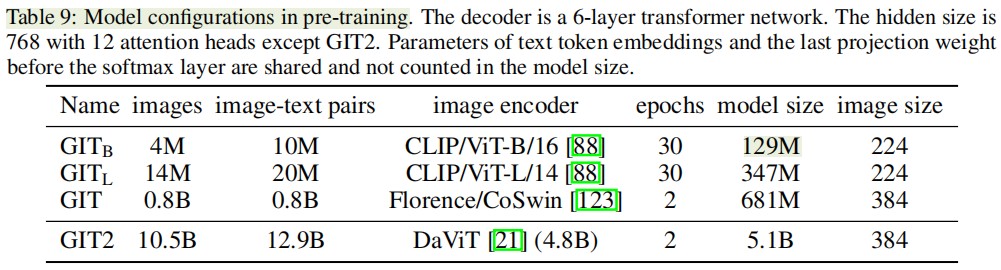 Table 9: Model configurations in pre-training. The decoder is a 6-layer transformer network. The hidden size is
768 with 12 attention heads except GIT2. Parameters of text token embeddings and the last projection weight
before the softmax layer are shared and not counted in the model size.
Name images image-text pairs image encoder epochs model size image size
GITB 4M 10M CLIP/ViT-B/16 [88] 30 129M 224
GITL 14M 20M CLIP/ViT-L/14 [88] 30 347M 224
GIT 0.8B 0.8B Florence/CoSwin [123] 2 681M 384
GIT2 10.5B 12.9B DaViT [21] (4.8B) 2 5.1B 384